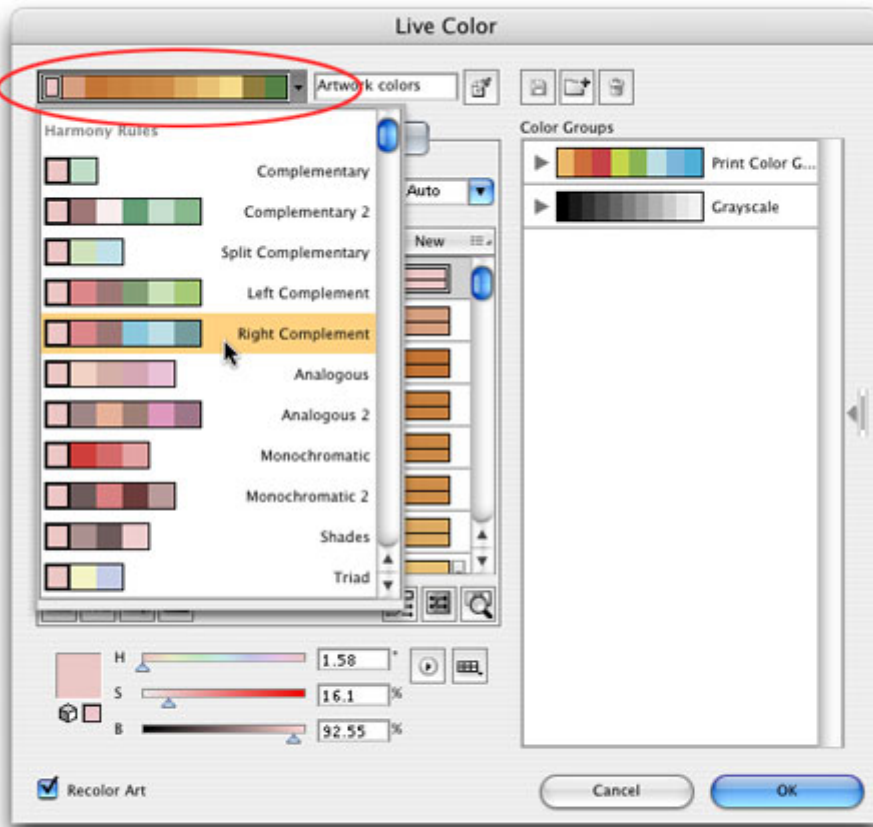 Live Color
Artwork colors
Harmony Rules
Complementary
Complementary 2
Split Complementary
Left Complement
Right Complement
Analogous
Analogous 2
Monochromatic
Monochromatic 2
Shades
Triad
Auto
New
Color Groups
Print Color G...
Grayscale
H 1.58 °
S 16.1 %
B 92.55 %
Recolor Art
Cancel
OK